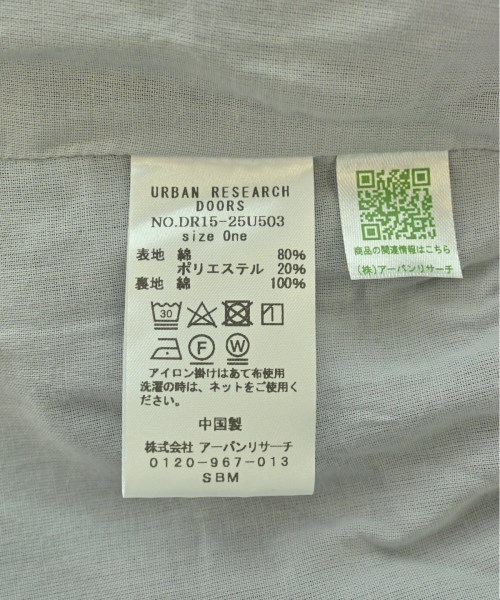 URBAN RESEARCH
DOORS
NO.DR15-25U503
size One
表地 綿 80%
ポリエステル 20%
裏地 綿 100%
30
F W
アイロン掛けはあて布使用
洗濯の時は、ネットをご使用く
ださい。
中国製
株式会社 アーバンリサーチ
0120-967-013
SBM
商品の関連情報はこちら
(株)アーバンリサーチ